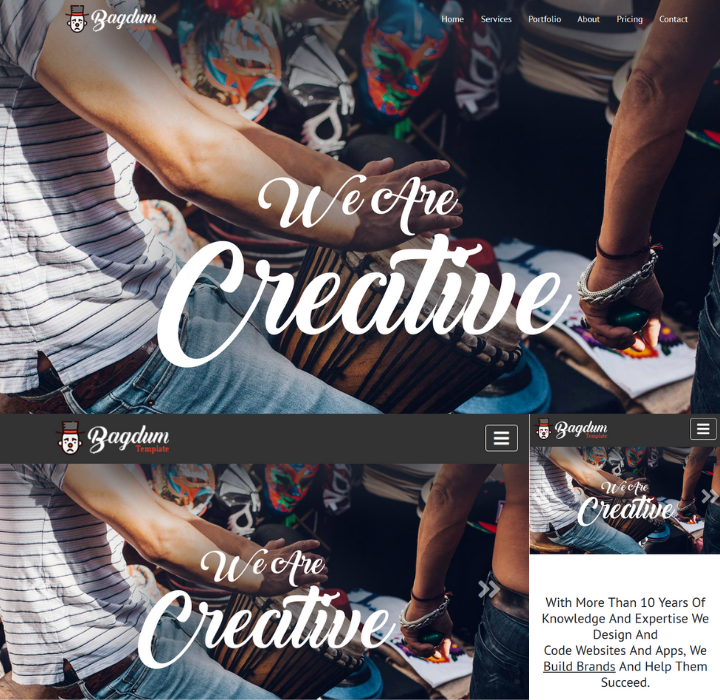 Bagdum
Template
Home Services Portfolio About Pricing Contact
We Are
Creative
Bagdum
Template
We Are
Creative
Bagdum
Template
We Are
Creative
With More Than 10 Years Of
Knowledge And Expertise We
Design And
Code Websites And Apps, We
Build Brands And Help Them
Succeed.